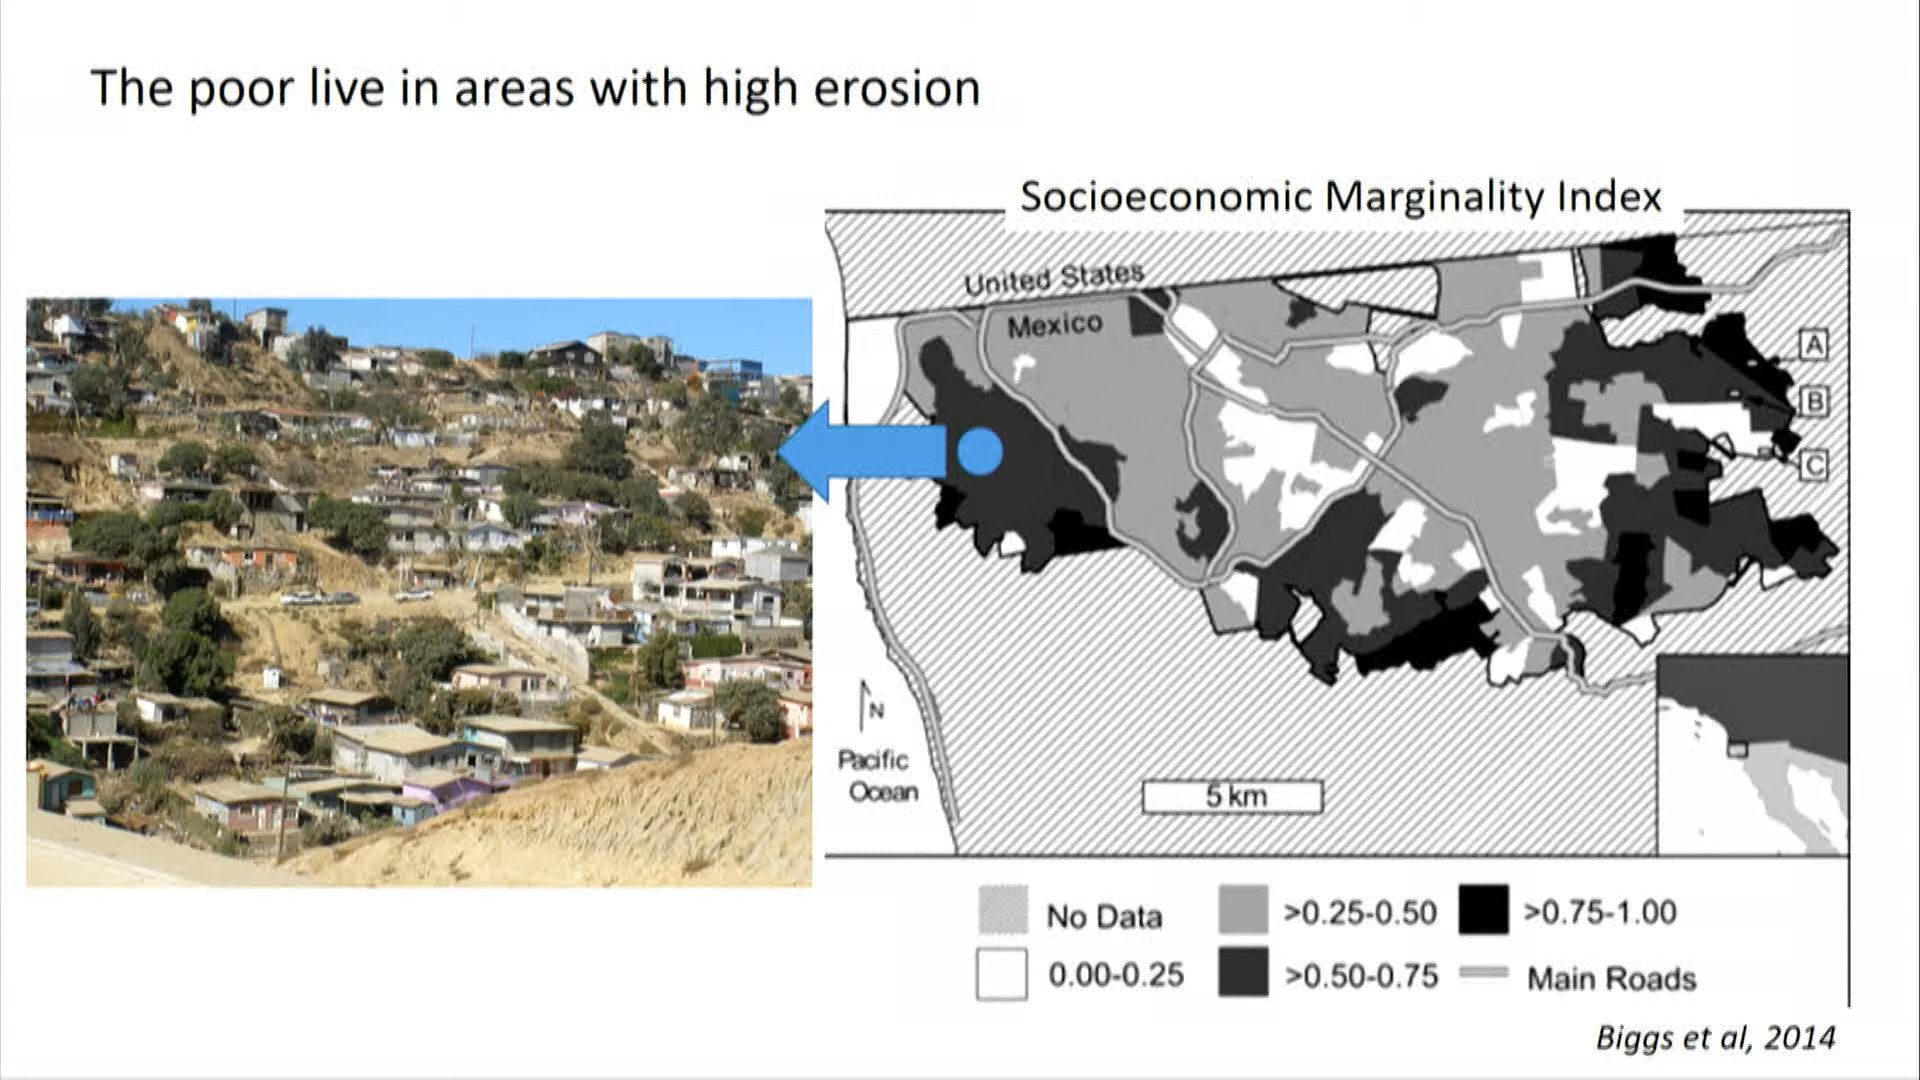 The poor live in areas with high erosion
Socioeconomic Marginality Index
United States
Mexico
A
B
C
N
Pacific
Ocean
5 km
No Data
>0.25-0.50
>0.75-1.00
0.00-0.25
>0.50-0.75
Main Roads
Biggs et al, 2014